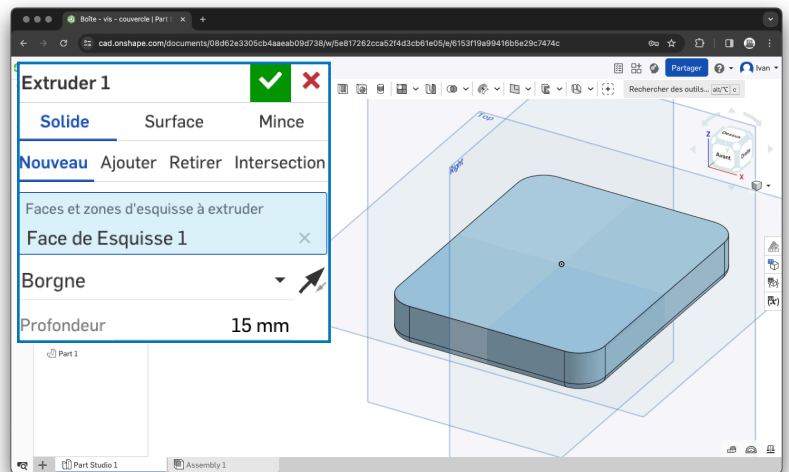 Boîte - vis - couvercle | Part S
cad.onshape.com/documents/08d62e3305cb4aaeab09d738/w/5e817262cca52f4d3cb61e05/e/6153f19a99416b5e29c7474c
Partager
Ivan
Rechercher des outils... alt/⌥ c
Extruder 1
Solide Surface Mince
Nouveau Ajouter Retirer Intersection
Faces et zones d'esquisse à extruder
Face de Esquisse 1
Borgne
Profondeur 15 mm
Part 1
Top
Right
Z
Dessus
Avant
Droite
X
Part Studio 1
Assembly 1